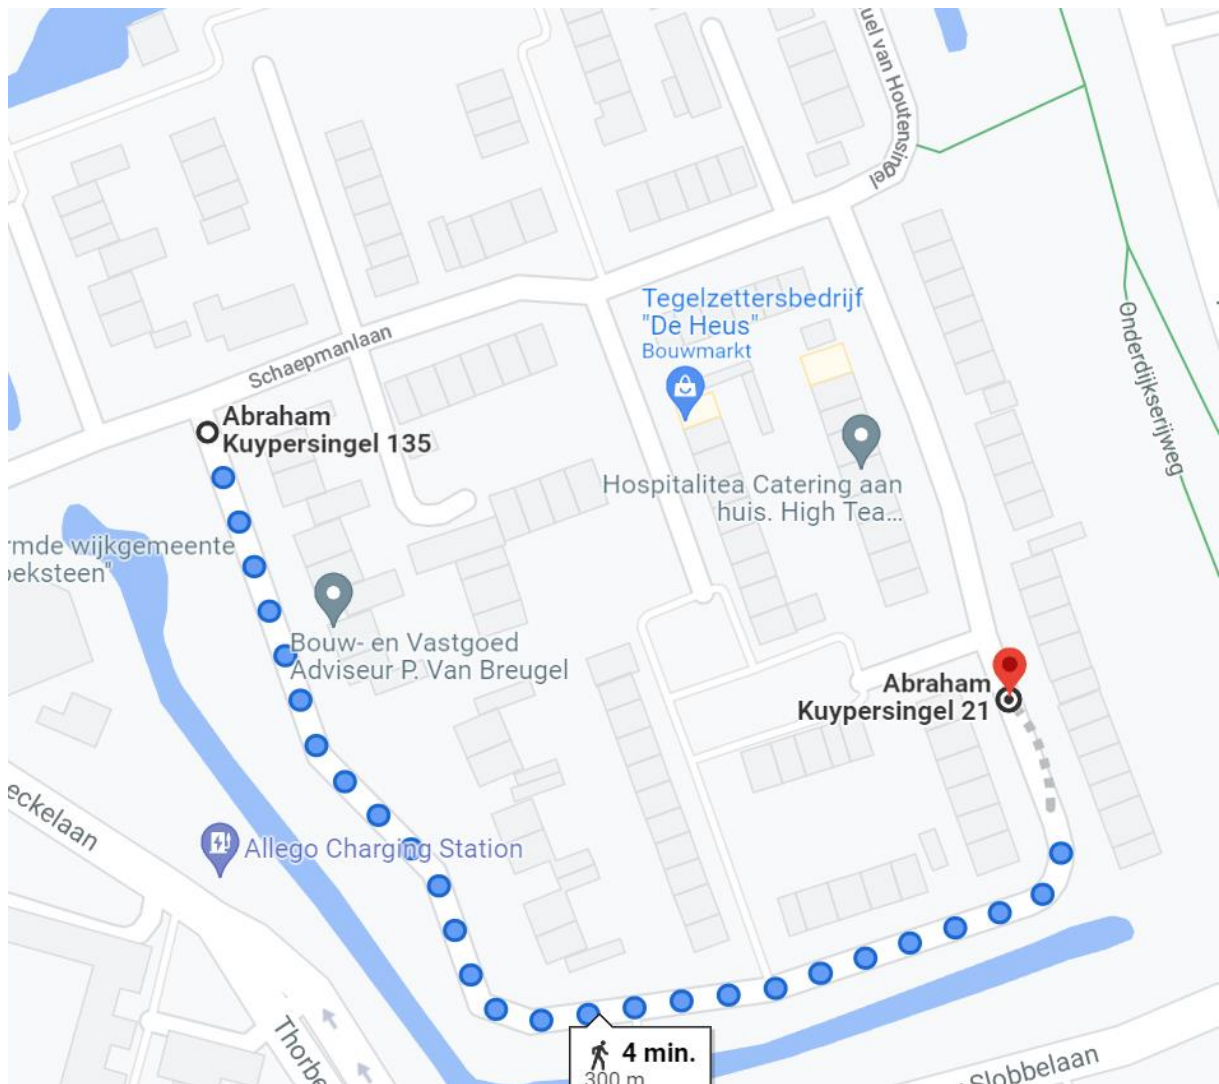 uel van Houtensingel
Tegelzettersbedrijf
"De Heus"
Bouwmarkt
Onderdijkserijweg
Schaepmanlaan
Abraham
Kuypersingel 135
Hospitalitea Catering aan
huis. High Tea...
rmde wijkgemeente
oeksteen"
Bouw- en Vastgoed
Adviseur P. Van Breugel
Abraham
Kuypersingel 21
eckelaan
Allego Charging Station
4 min.
300 m
Thorbe
Slobbelaan